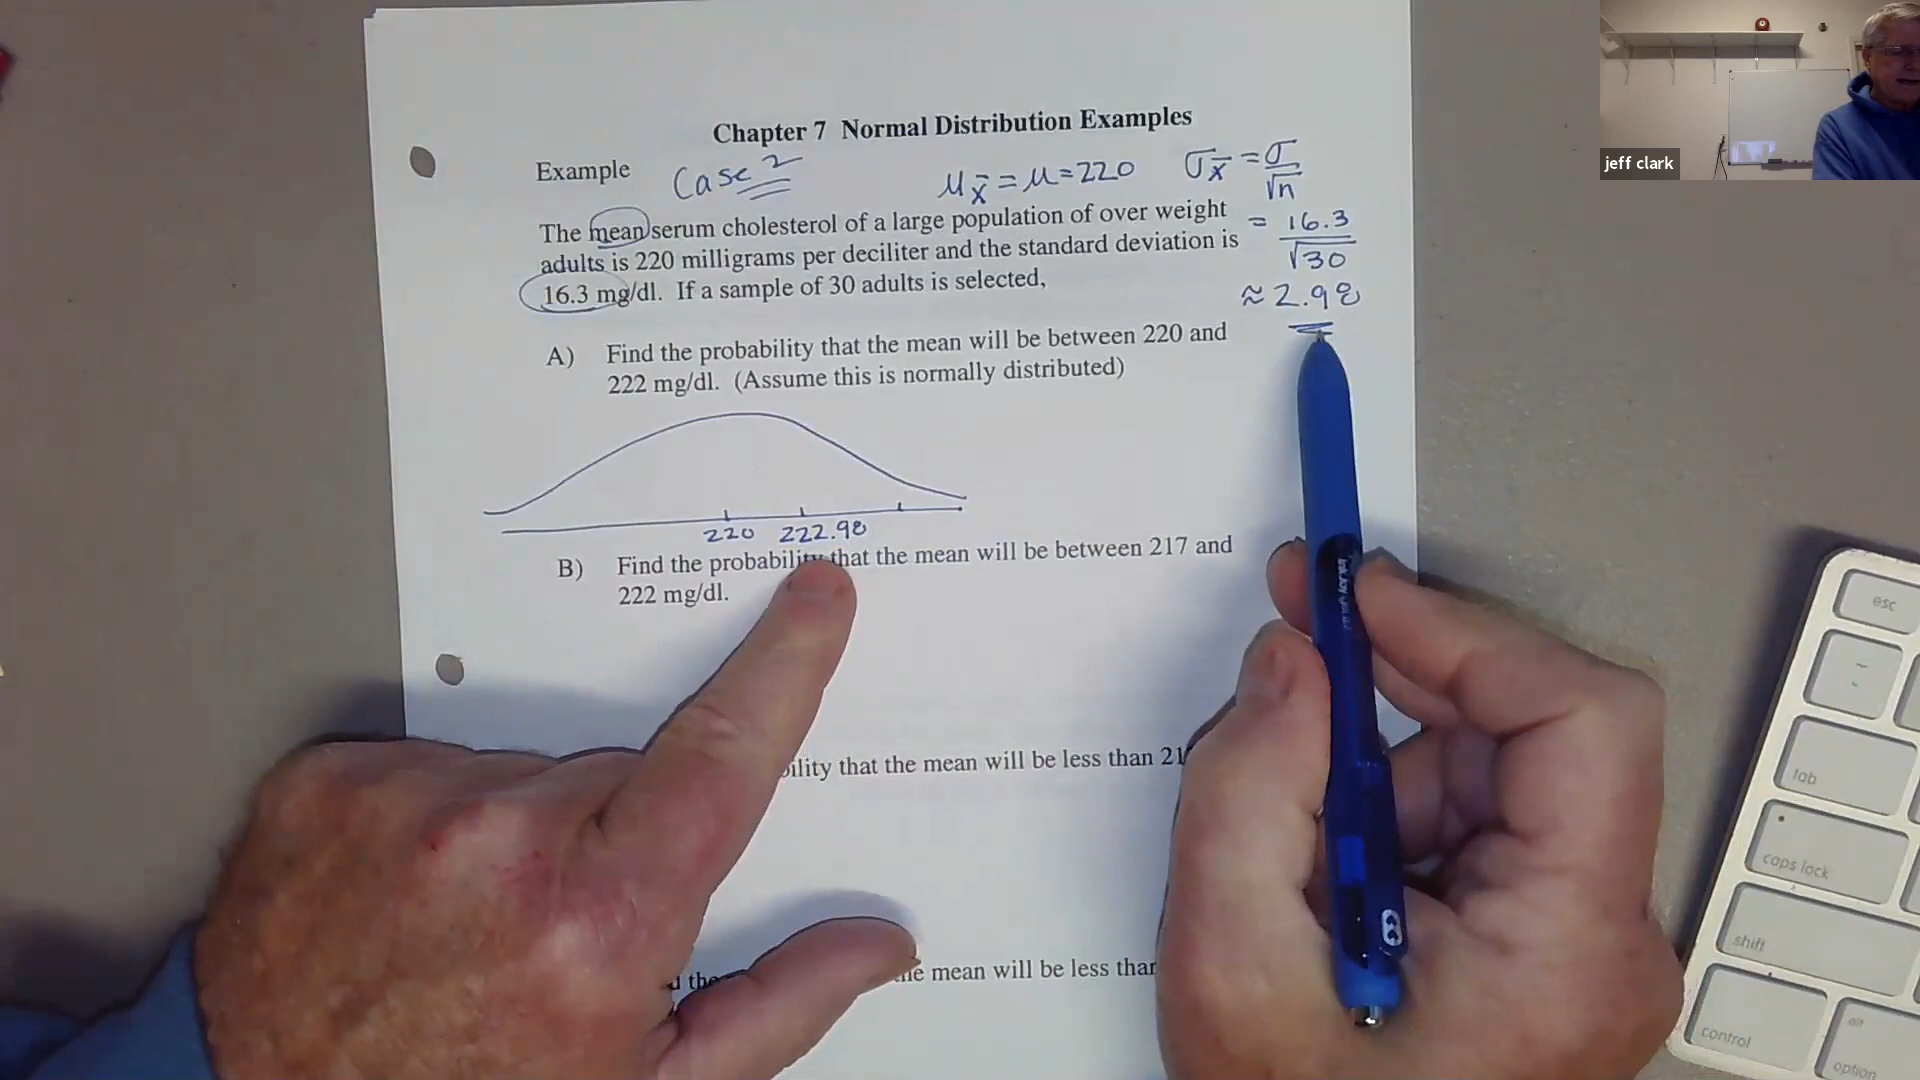 Chapter 7 Normal Distribution Examples
Example Case 2 μx̄ = μ = 220 σx̄ = σ/√n
The mean serum cholesterol of a large population of over weight = 16.3/√30
adults is 220 milligrams per deciliter and the standard deviation is
16.3 mg/dl. If a sample of 30 adults is selected, ≈ 2.98
A) Find the probability that the mean will be between 220 and
222 mg/dl. (Assume this is normally distributed)
220 222.98
B) Find the probability that the mean will be between 217 and
222 mg/dl.
that the mean will be less than
mean will be less than
jeff clark
esc
tab
caps lock
shift
control
alt
option